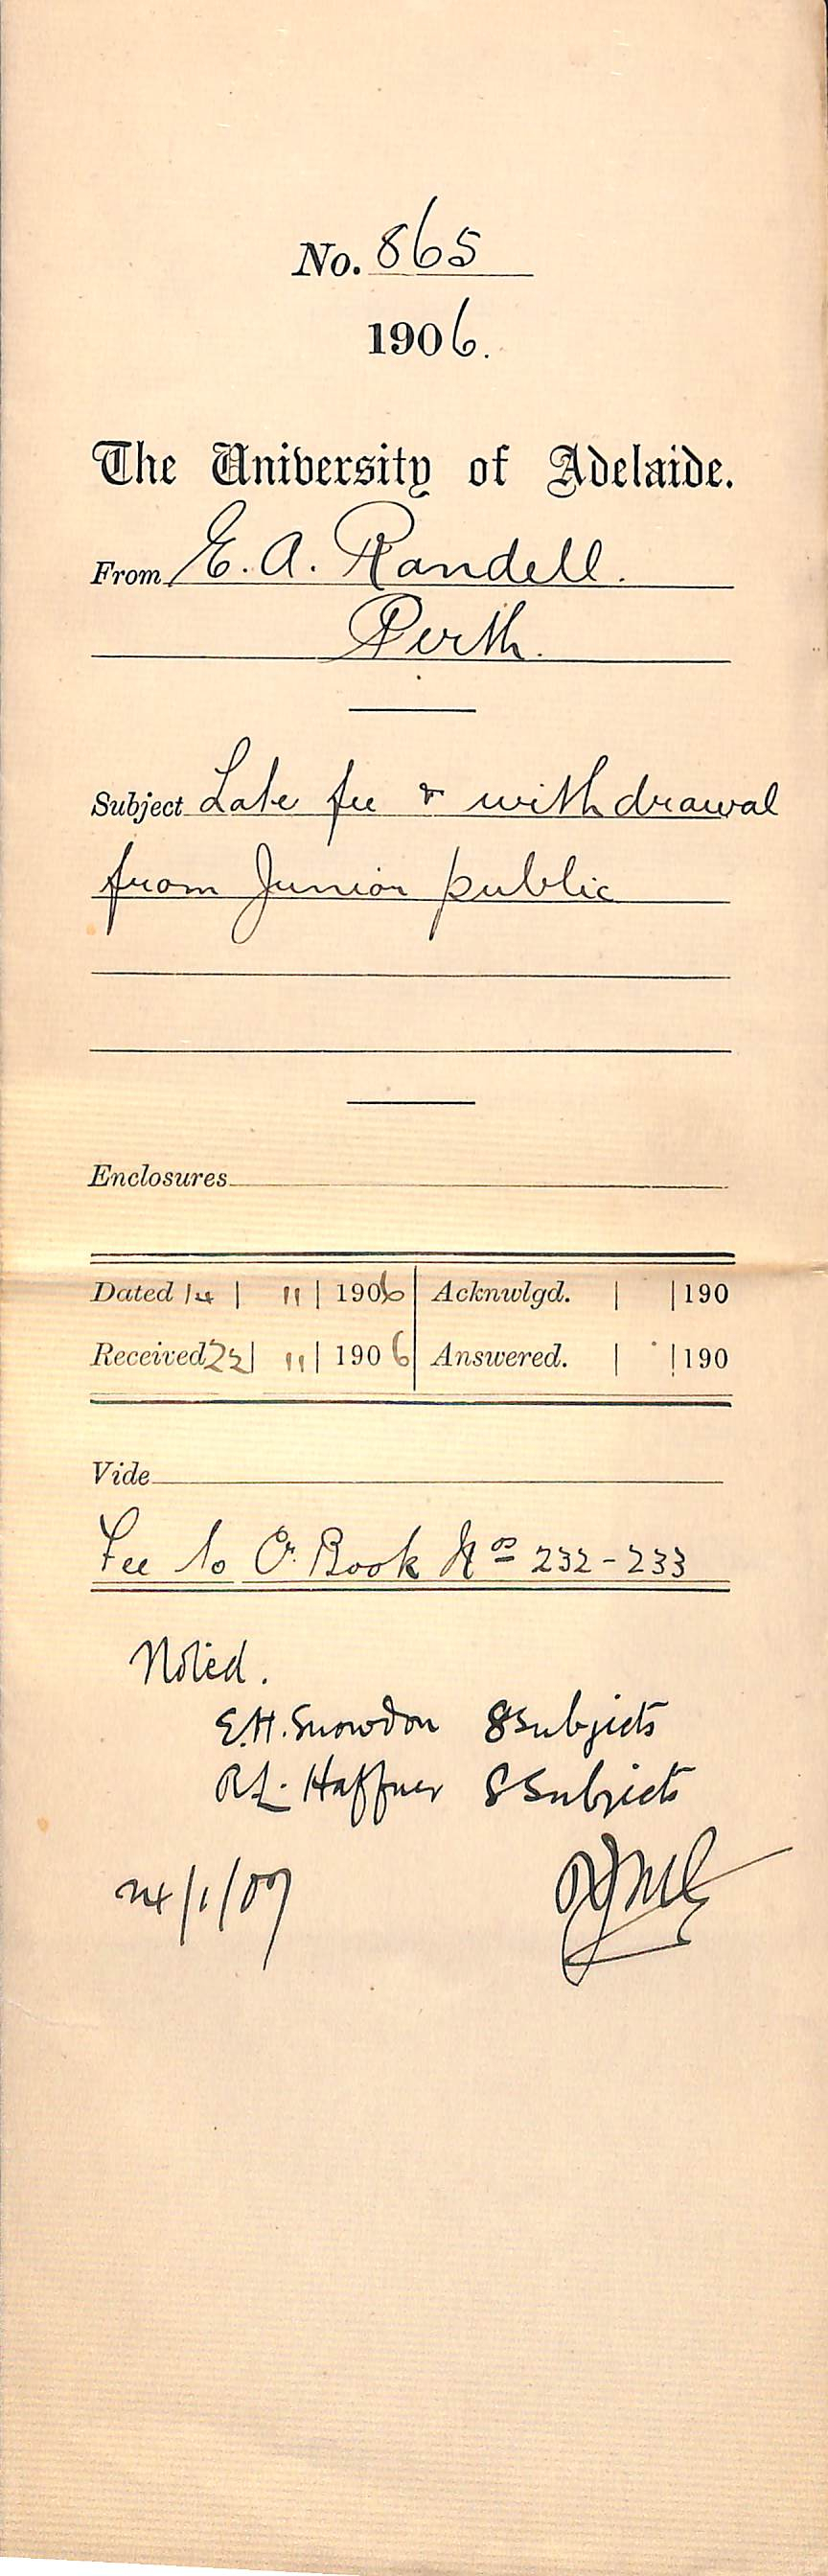 No. 865
1906.
The University of Adelaide.
From E. A. Randell.
Perth.
Subject Late fee & withdrawal
from Junior public
Enclosures
Dated 14 | 11 | 1906 Acknwlgd. | | 190
Received 22 | 11 | 1906 Answered. | | 190
Vide
Fee to Cr. Book Nos 232-233
Noted.
E.H. Snowdon 8 Subjects
R.L. Haffner 8 Subjects
24/1/07